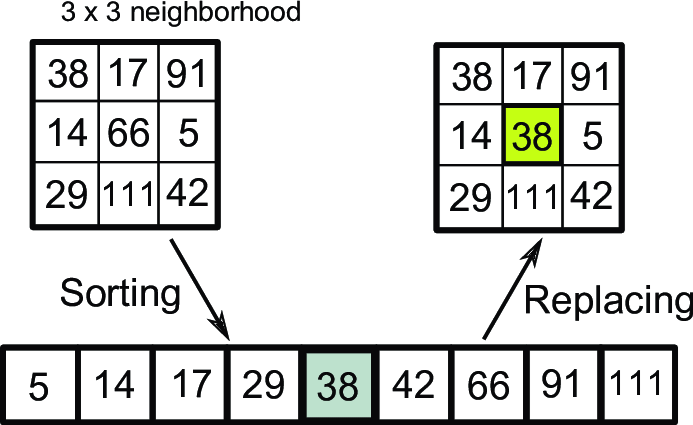 3 x 3 neighborhood
38 17 91
14 66 5
29 111 42
38 17 91
14 38 5
29 111 42
Sorting
Replacing
5 14 17 29 38 42 66 91 111